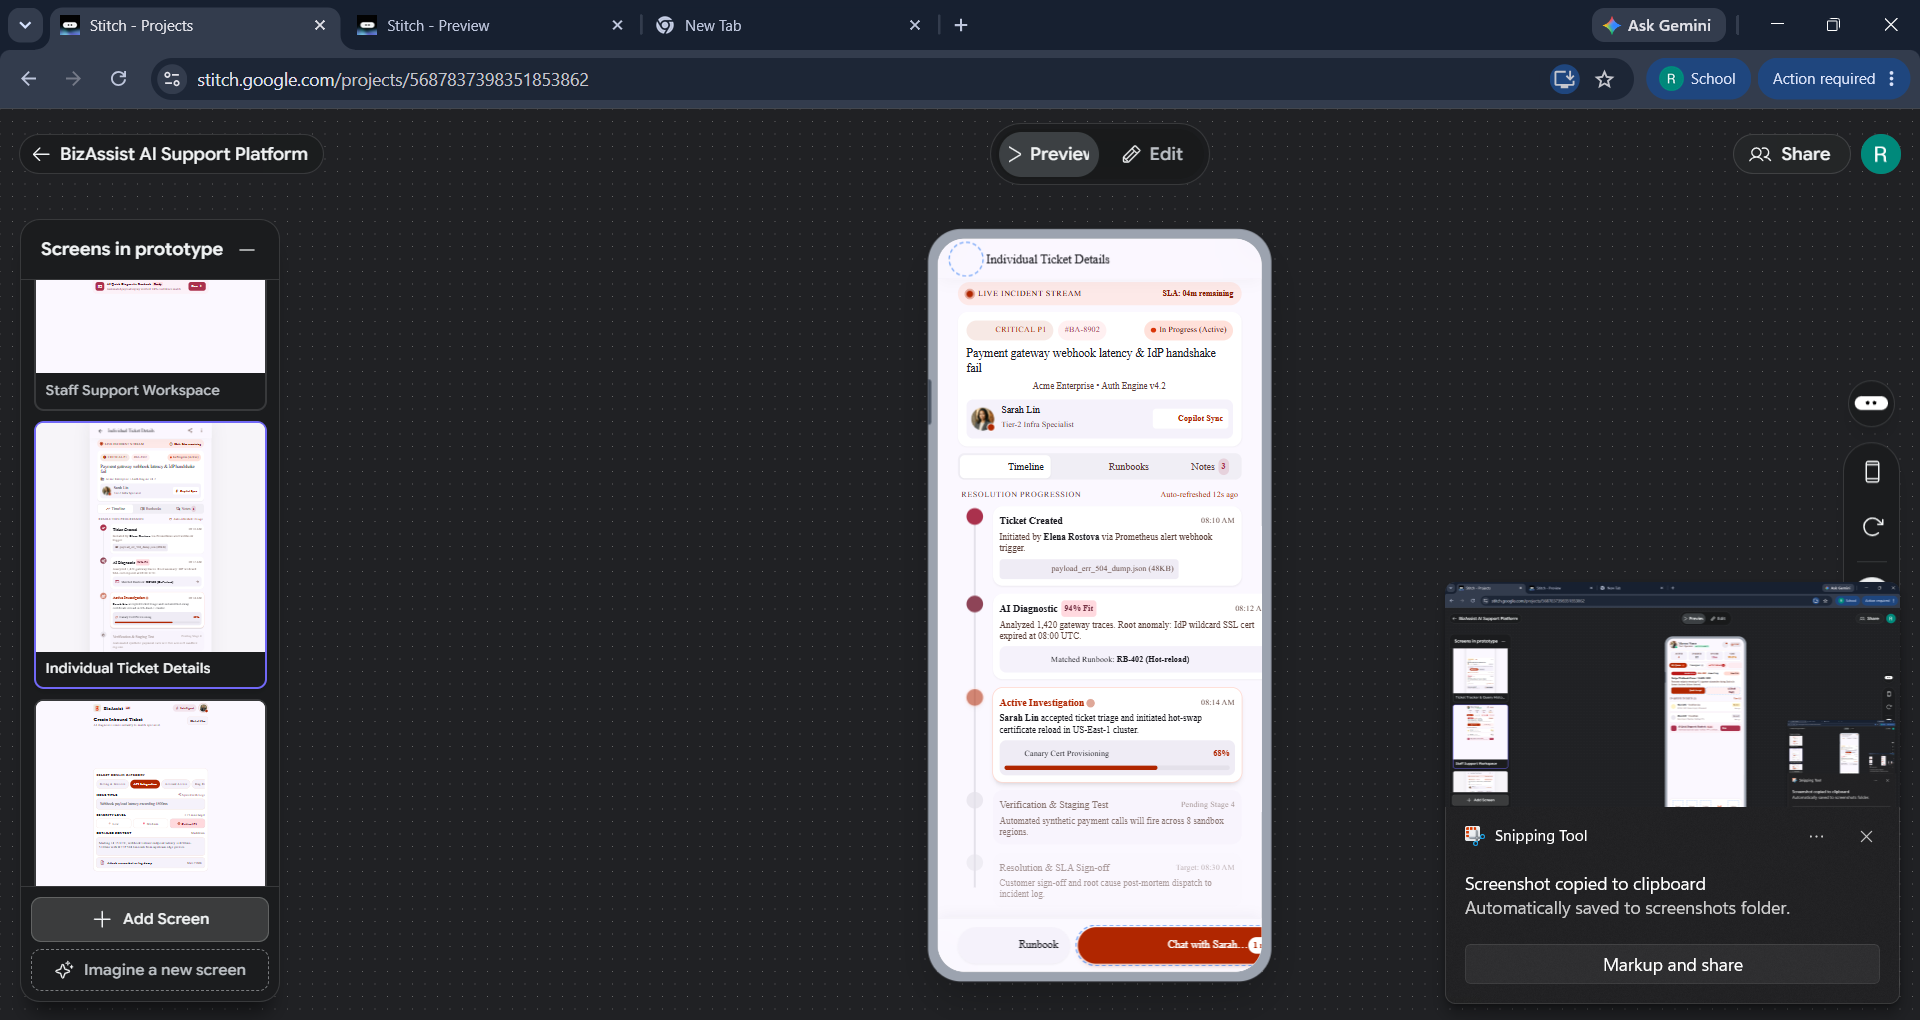 Stitch - Projects
Stitch - Preview
New Tab
Ask Gemini
stitch.google.com/projects/5687837398351853862
R
School
Action required
BizAssist AI Support Platform
Preview
Edit
Share
R
Screens in prototype
Staff Support Workspace
Individual Ticket Details
Add Screen
Imagine a new screen
Individual Ticket Details
LIVE INCIDENT STREAM
SLA: 04m remaining
CRITICAL P1
#BA-8902
In Progress (Active)
Payment gateway webhook latency & IdP handshake
fail
Acme Enterprise • Auth Engine v4.2
Sarah Lin
Tier-2 Infra Specialist
Copilot Sync
Timeline
Runbooks
Notes 3
RESOLUTION PROGRESSION
Auto-refreshed 12s ago
Ticket Created
08:10 AM
Initiated by Elena Rostova via Prometheus alert webhook
trigger.
payload_err_504_dump.json (48KB)
AI Diagnostic 94% Fit
08:12 A
Analyzed 1,420 gateway traces. Root anomaly: IdP wildcard SSL cert
expired at 08:00 UTC.
Matched Runbook: RB-402 (Hot-reload)
Active Investigation
08:14 AM
Sarah Lin accepted ticket triage and initiated hot-swap
certificate reload in US-East-1 cluster.
Canary Cert Provisioning
68%
Verification & Staging Test
Pending Stage 4
Automated synthetic payment calls will fire across 8 sandbox
regions.
Resolution & SLA Sign-off
Target: 08:30 AM
Customer sign-off and root cause post-mortem dispatch to
incident log.
Runbook
Chat with Sarah... 1
Snipping Tool
Screenshot copied to clipboard
Automatically saved to screenshots folder.
Markup and share